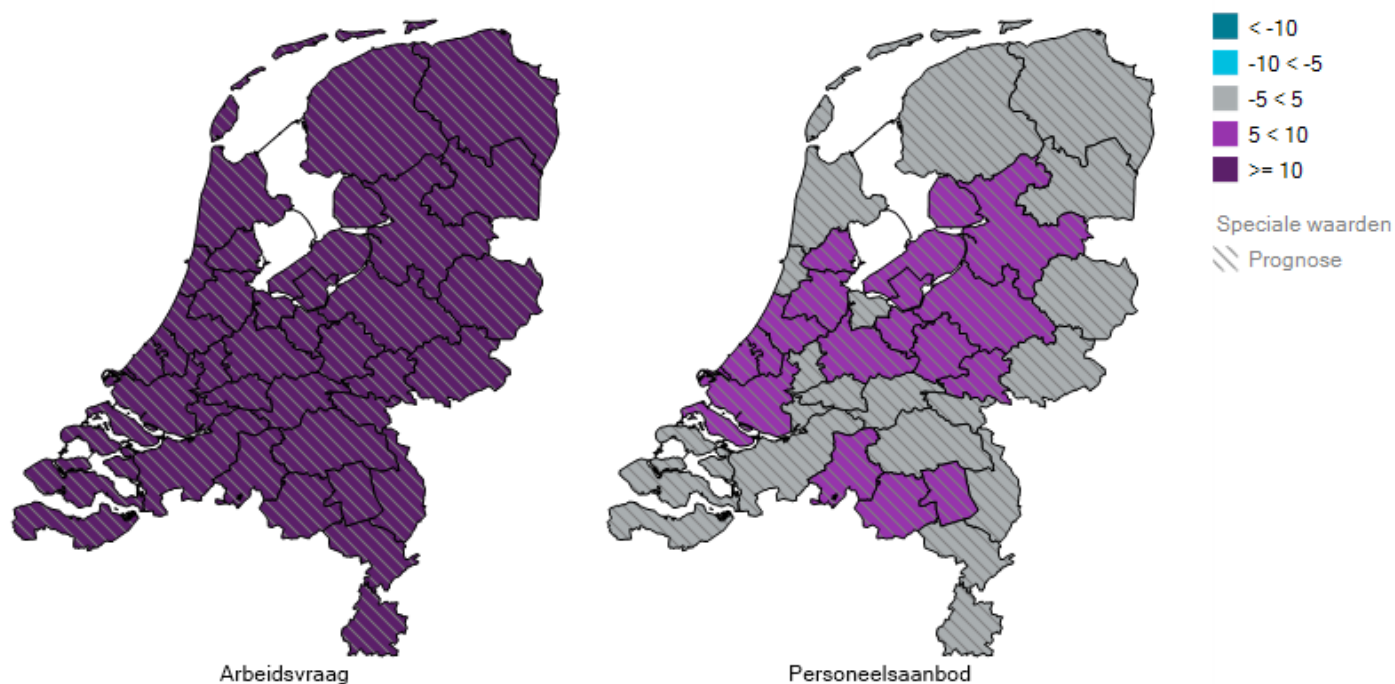 < -10
-10 < -5
-5 < 5
5 < 10
>= 10
Speciale waarden
Prognose
Arbeidsvraag
Personeelsaanbod